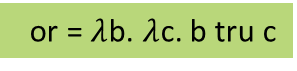 or = λb. λc. b tru c